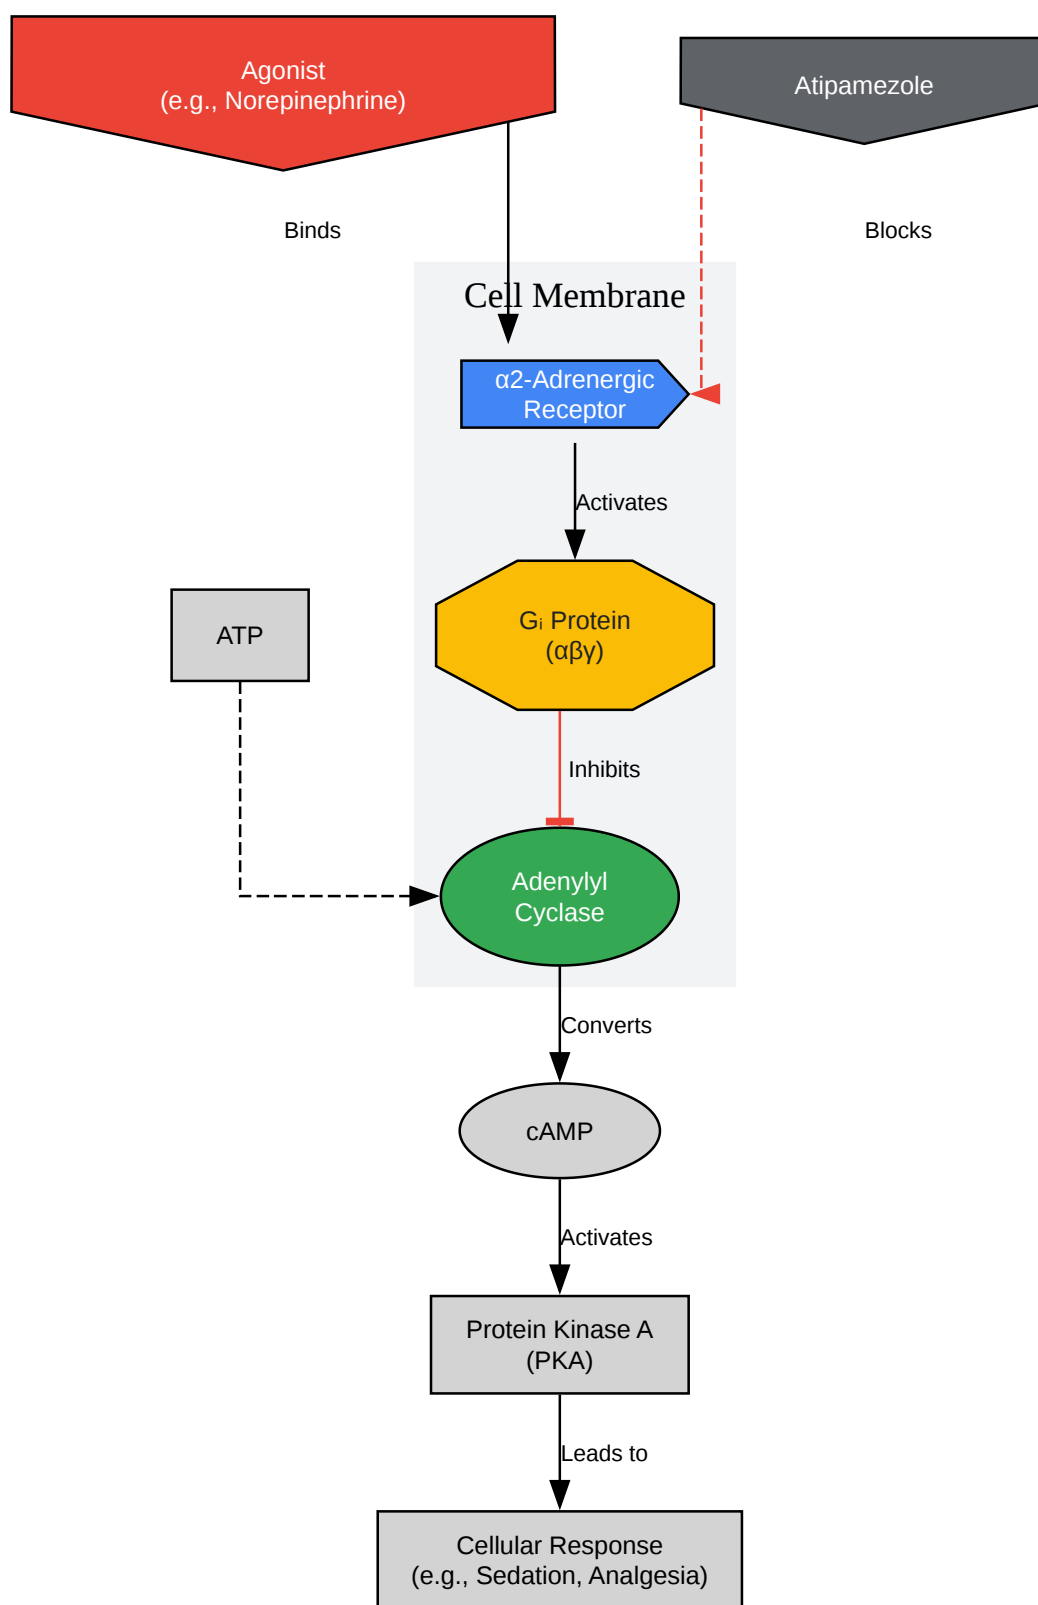 Agonist
(e.g., Norepinephrine)
Atipamezole
Binds
Blocks
Cell Membrane
α2-Adrenergic
Receptor
Activates
Gᵢ Protein
(αβγ)
ATP
Inhibits
Adenylyl
Cyclase
Converts
cAMP
Activates
Protein Kinase A
(PKA)
Leads to
Cellular Response
(e.g., Sedation, Analgesia)